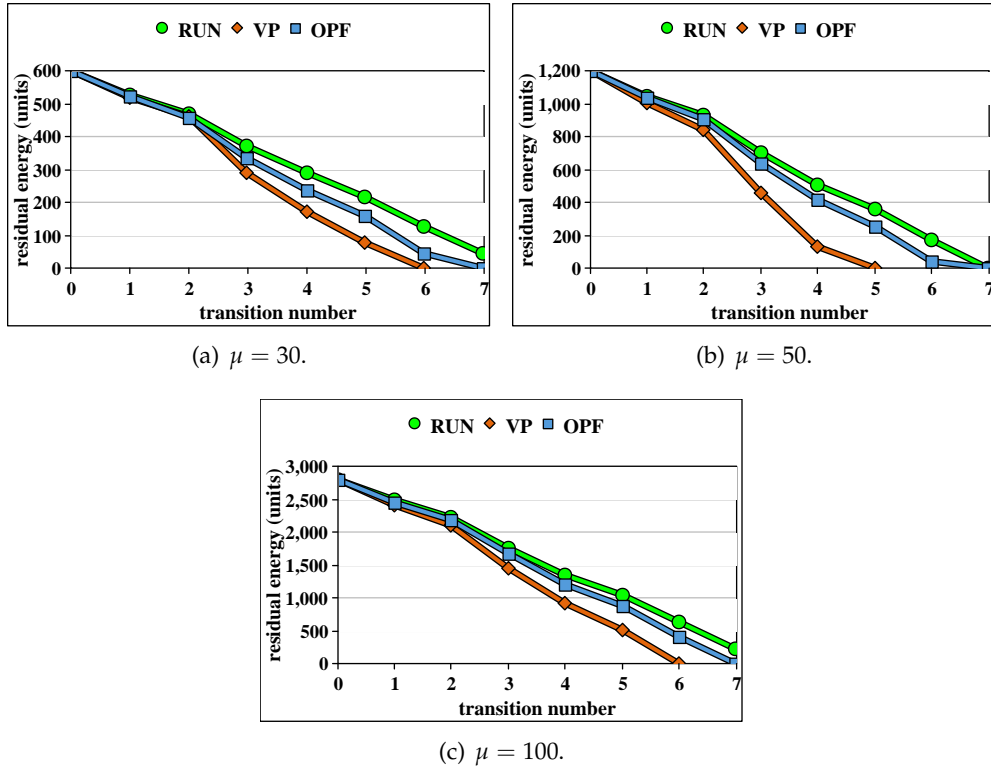 RUN VP OPF
residual energy (units)
600
500
400
300
200
100
0
0 1 2 3 4 5 6 7
transition number
(a) μ = 30.
RUN VP OPF
residual energy (units)
1,200
1,000
800
600
400
200
0
0 1 2 3 4 5 6 7
transition number
(b) μ = 50.
RUN VP OPF
residual energy (units)
3,000
2,500
2,000
1,500
1,000
500
0
0 1 2 3 4 5 6 7
transition number
(c) μ = 100.